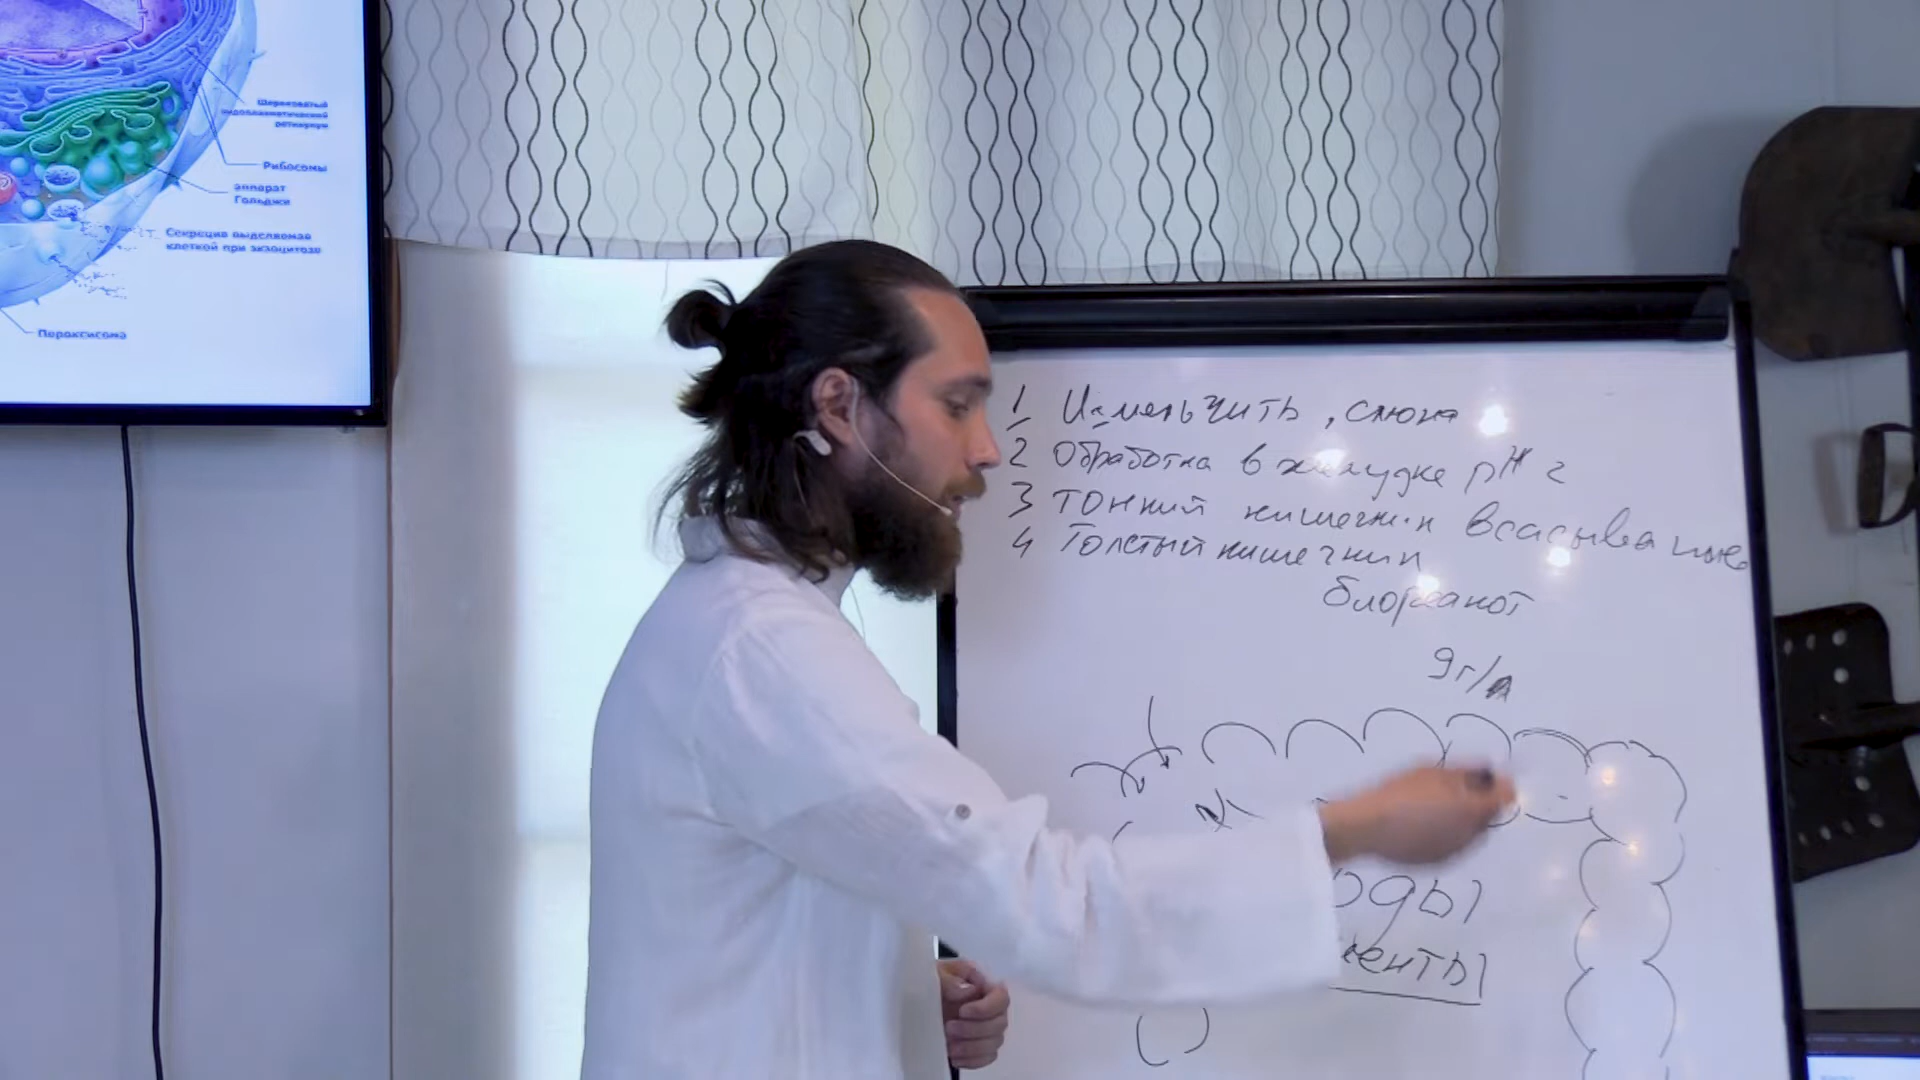 Шероховатый
эндоплазматический
ретикулум
Рибосомы
аппарат
Гольджи
Секреция выделяемая
клеткой при экзоцитозе
Пероксисома
1 Измельчить, слюна
2 Обработка в желудке pH 2
3 Тонкий кишечник всасывание
4 Толстый кишечник
9г/л
оды
енты